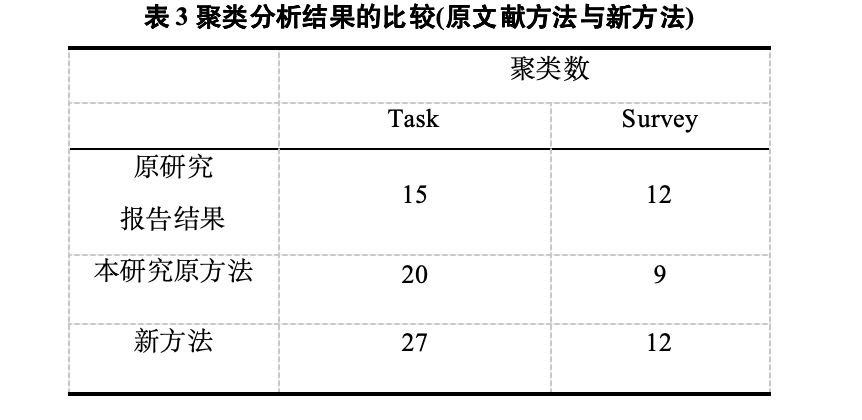 表 3 聚类分析结果的比较(原文献方法与新方法)
聚类数
Task Survey
原研究
报告结果
15 12
本研究原方法 20 9
新方法 27 12